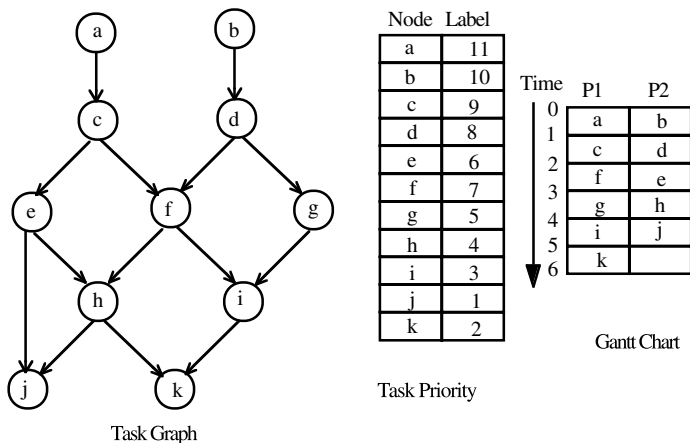 a
b
c
d
e
f
g
h
i
j
k
Task Graph
Node Label
a 11
b 10
c 9
d 8
e 6
f 7
g 5
h 4
i 3
j 1
k 2
Task Priority
Time P1 P2
0
a b
1
c d
2
f e
3
g h
4
i j
5
k
6
Gantt Chart